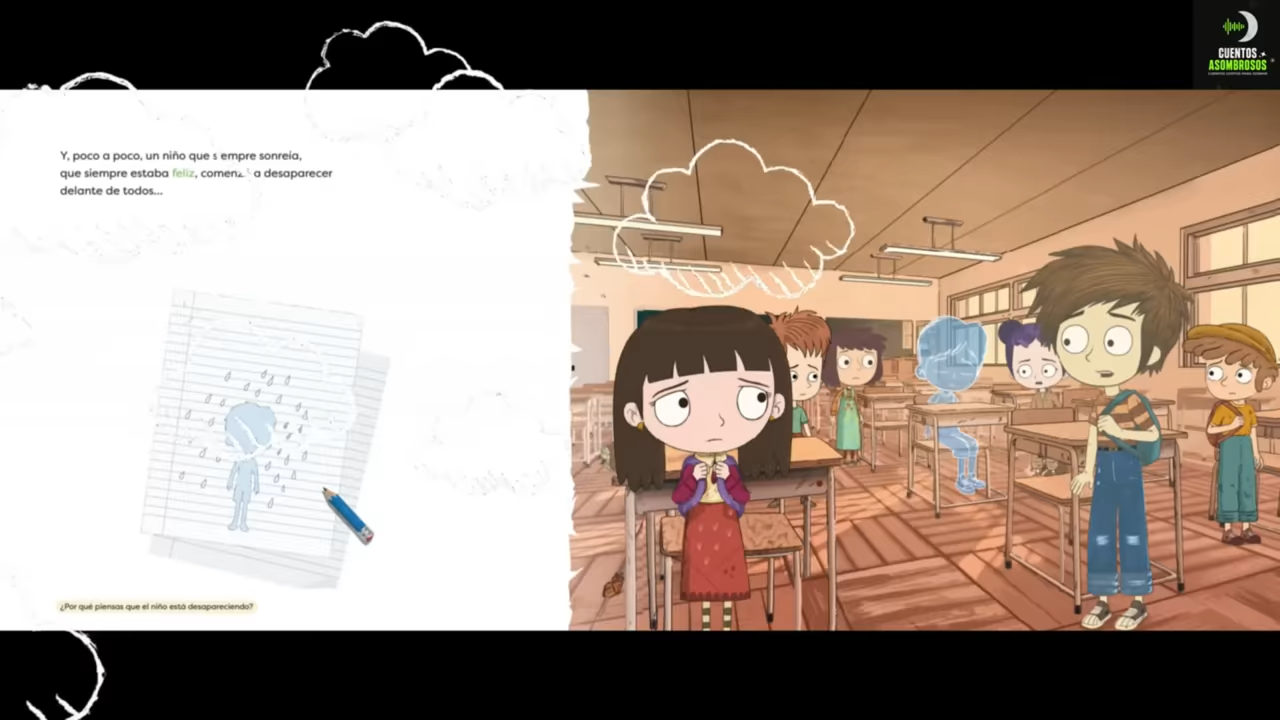 CUENTOS
ASOMBROSOS
Y, poco a poco, un niño que s empre sonreía,
que siempre estaba feliz, comen a desaparecer
delante de todos...
¿Por qué piensas que el niño está desapareciendo?